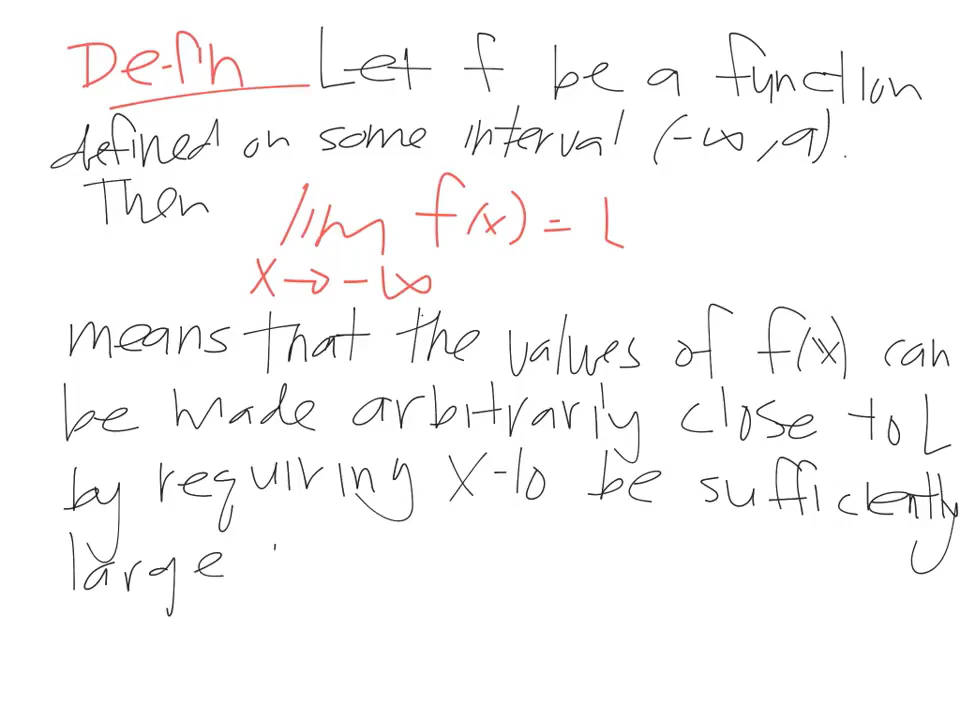 Defn Let f be a function
defined on some interval (-∞, a).
Then
lim f(x) = L
x → -∞
means that the values of f(x) can
be made arbitrarily close to L
by requiring x to be sufficiently
large